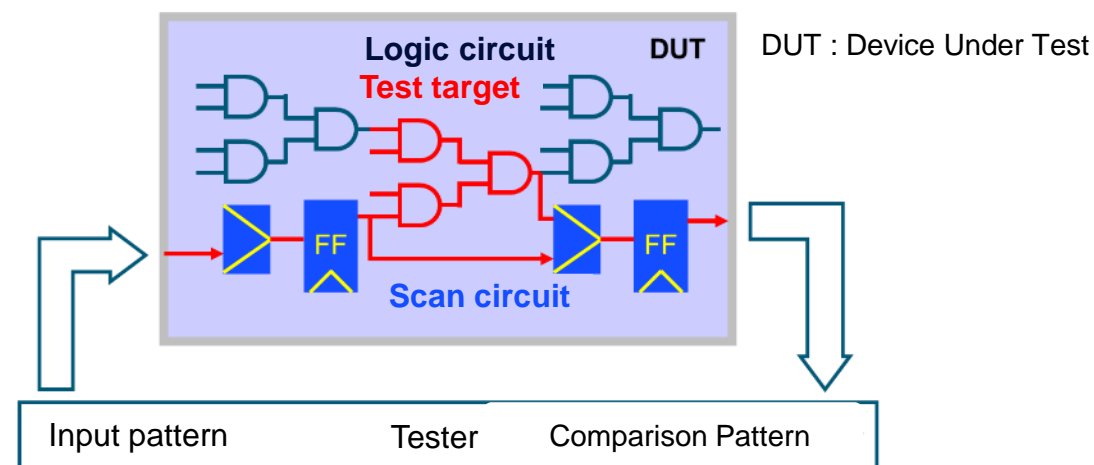 Logic circuit
DUT
DUT : Device Under Test
Test target
FF
FF
Scan circuit
Input pattern
Tester
Comparison Pattern